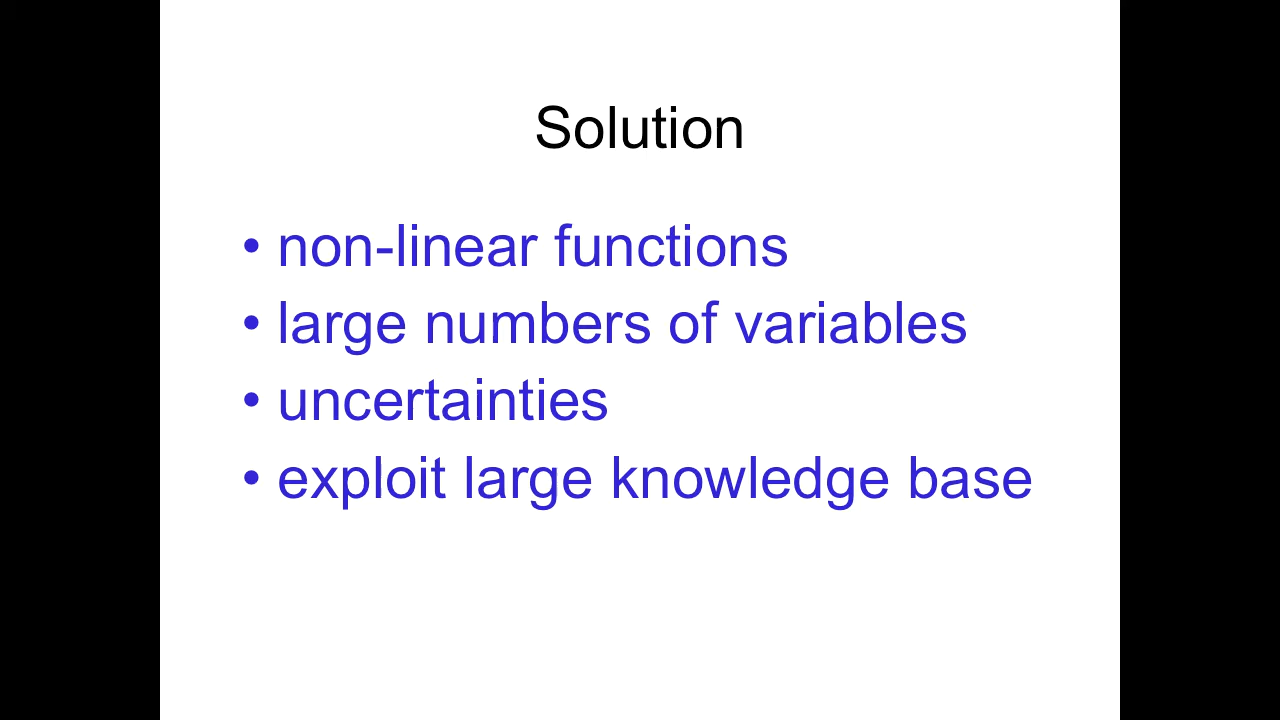 Solution
• non-linear functions
• large numbers of variables
• uncertainties
• exploit large knowledge base